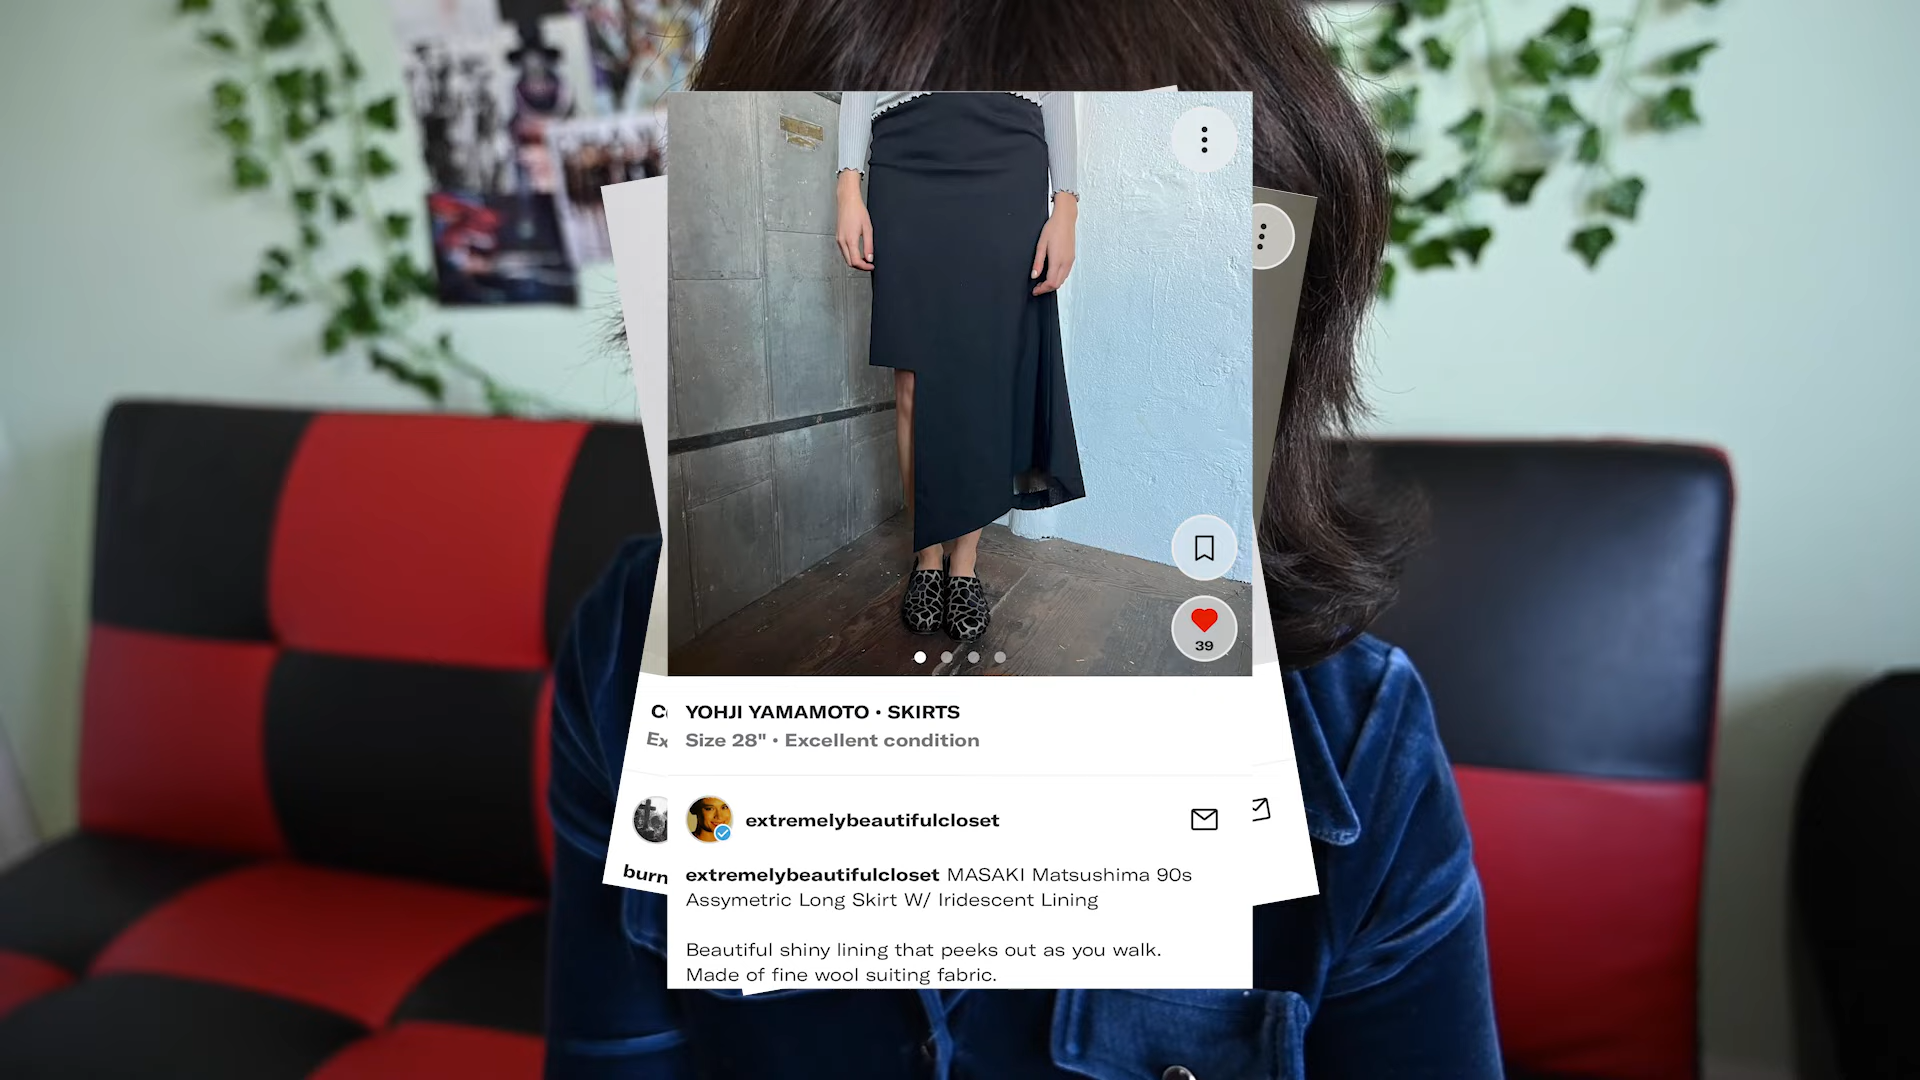 39
YOHJI YAMAMOTO • SKIRTS
Size 28" • Excellent condition
extremelybeautifulcloset
extremelybeautifulcloset MASAKI Matsushima 90s
Assymetric Long Skirt W/ Iridescent Lining
Beautiful shiny lining that peeks out as you walk.
Made of fine wool suiting fabric.
burn